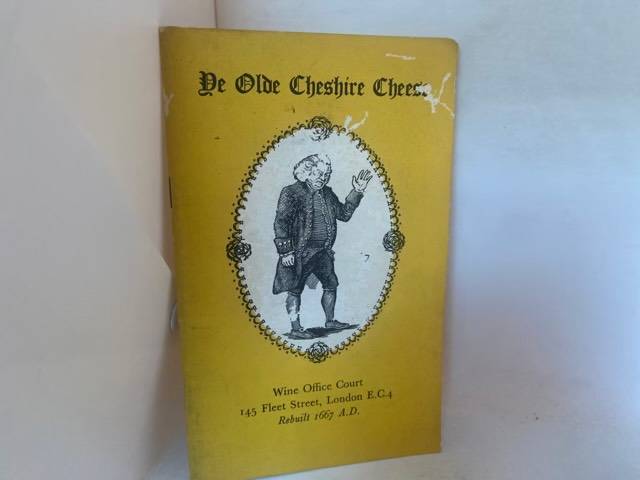 Ye Olde Cheshire Cheese
Wine Office Court
145 Fleet Street, London E.C.4
Rebuilt 1667 A.D.